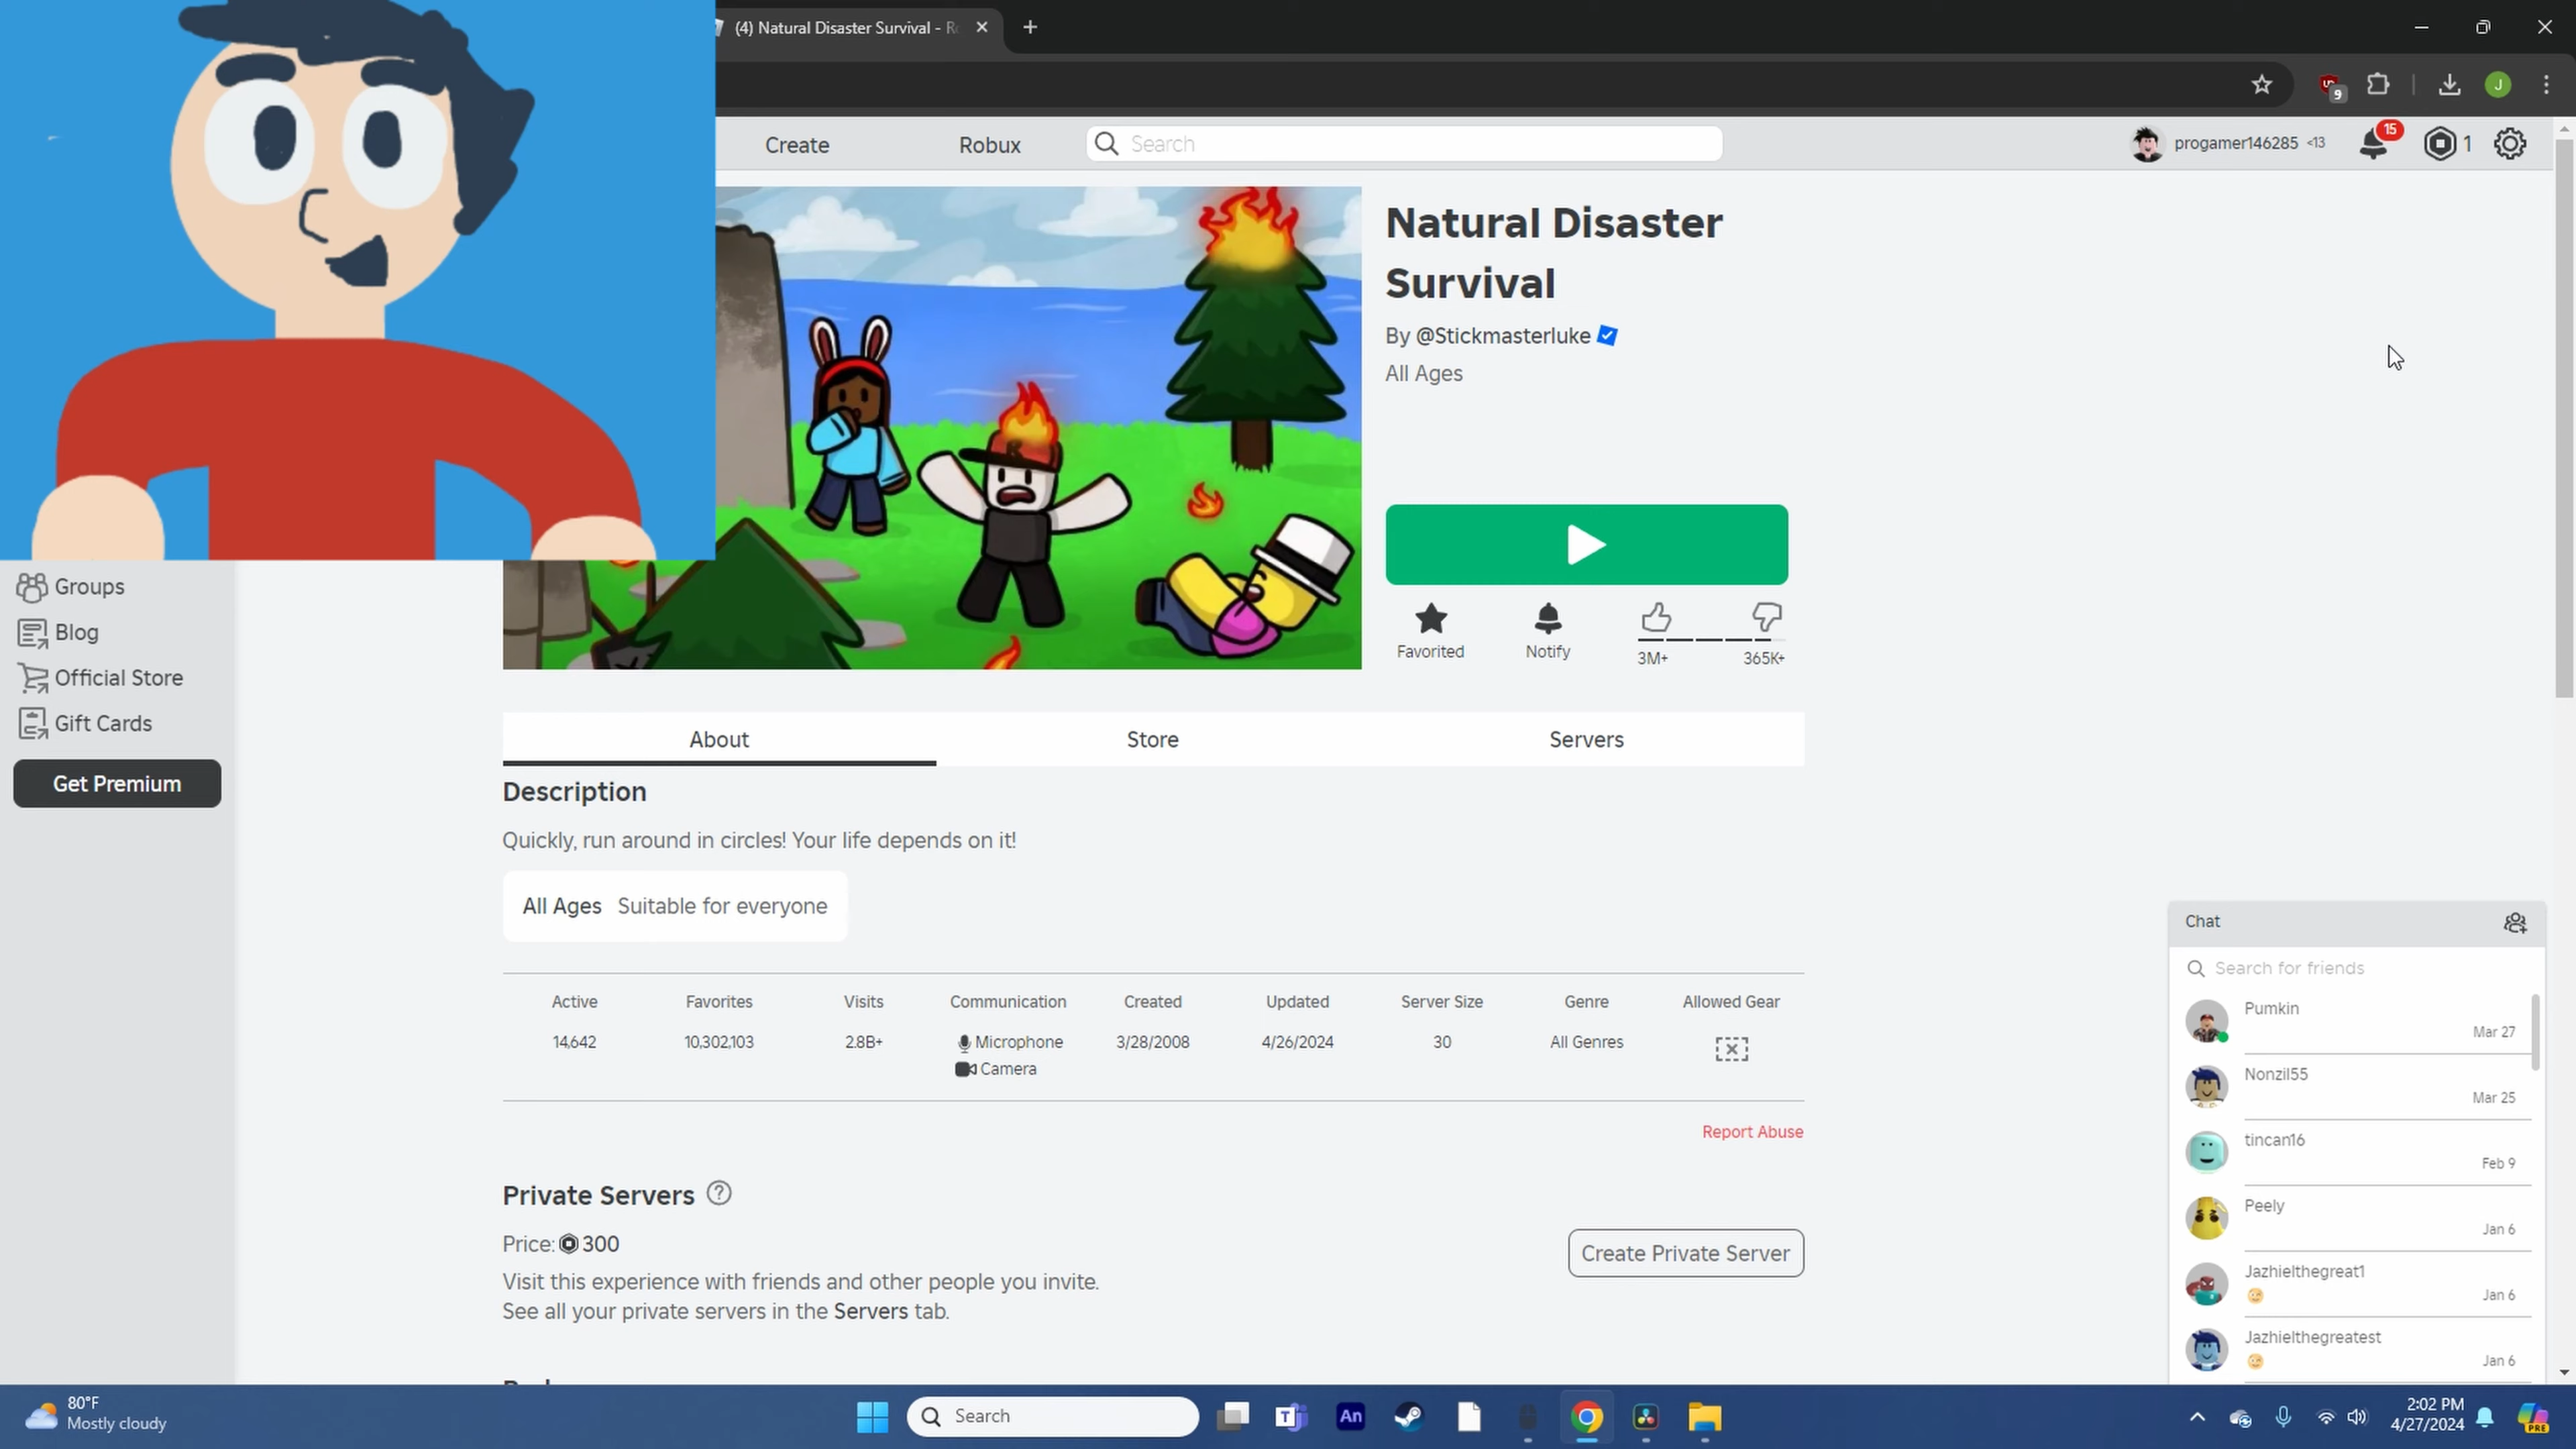 (4) Natural Disaster Survival - Ro
9
J
Create
Robux
Search
progamer146285 <13
15
1
Natural Disaster
Survival
By @Stickmasterluke
All Ages
Favorited
Notify
3M+
365K+
Groups
Blog
Official Store
Gift Cards
Get Premium
About
Store
Servers
Description
Quickly, run around in circles! Your life depends on it!
All Ages Suitable for everyone
Active
Favorites
Visits
Communication
Created
Updated
Server Size
Genre
Allowed Gear
14,642
10,302,103
2.8B+
Microphone
Camera
3/28/2008
4/26/2024
30
All Genres
Report Abuse
Private Servers
Price: 300
Visit this experience with friends and other people you invite.
See all your private servers in the Servers tab.
Create Private Server
Chat
Search for friends
Pumkin
Mar 27
Nonzil55
Mar 25
tincan16
Feb 9
Peely
Jan 6
Jazhielthegreat1
Jan 6
Jazhielthegreatest
Jan 6
80°F
Mostly cloudy
Search
An
2:02 PM
4/27/2024
PRE